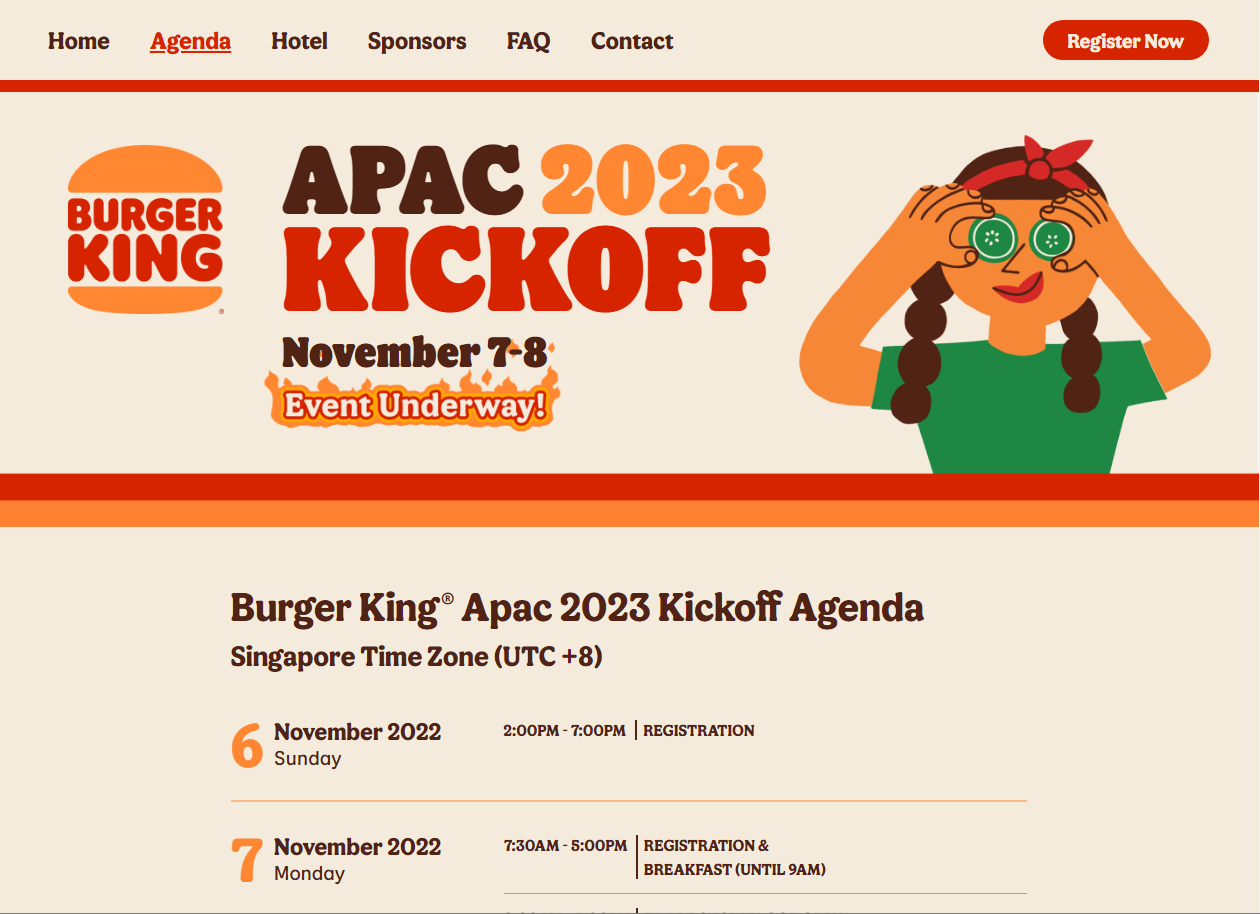 Home Agenda Hotel Sponsors FAQ Contact Register Now
BURGER
KING
®
APAC 2023
KICKOFF
November 7-8
Event Underway!
Burger King® Apac 2023 Kickoff Agenda
Singapore Time Zone (UTC +8)
6 November 2022
Sunday
2:00PM - 7:00PM | REGISTRATION
7 November 2022
Monday
7:30AM - 5:00PM | REGISTRATION &
BREAKFAST (UNTIL 9AM)